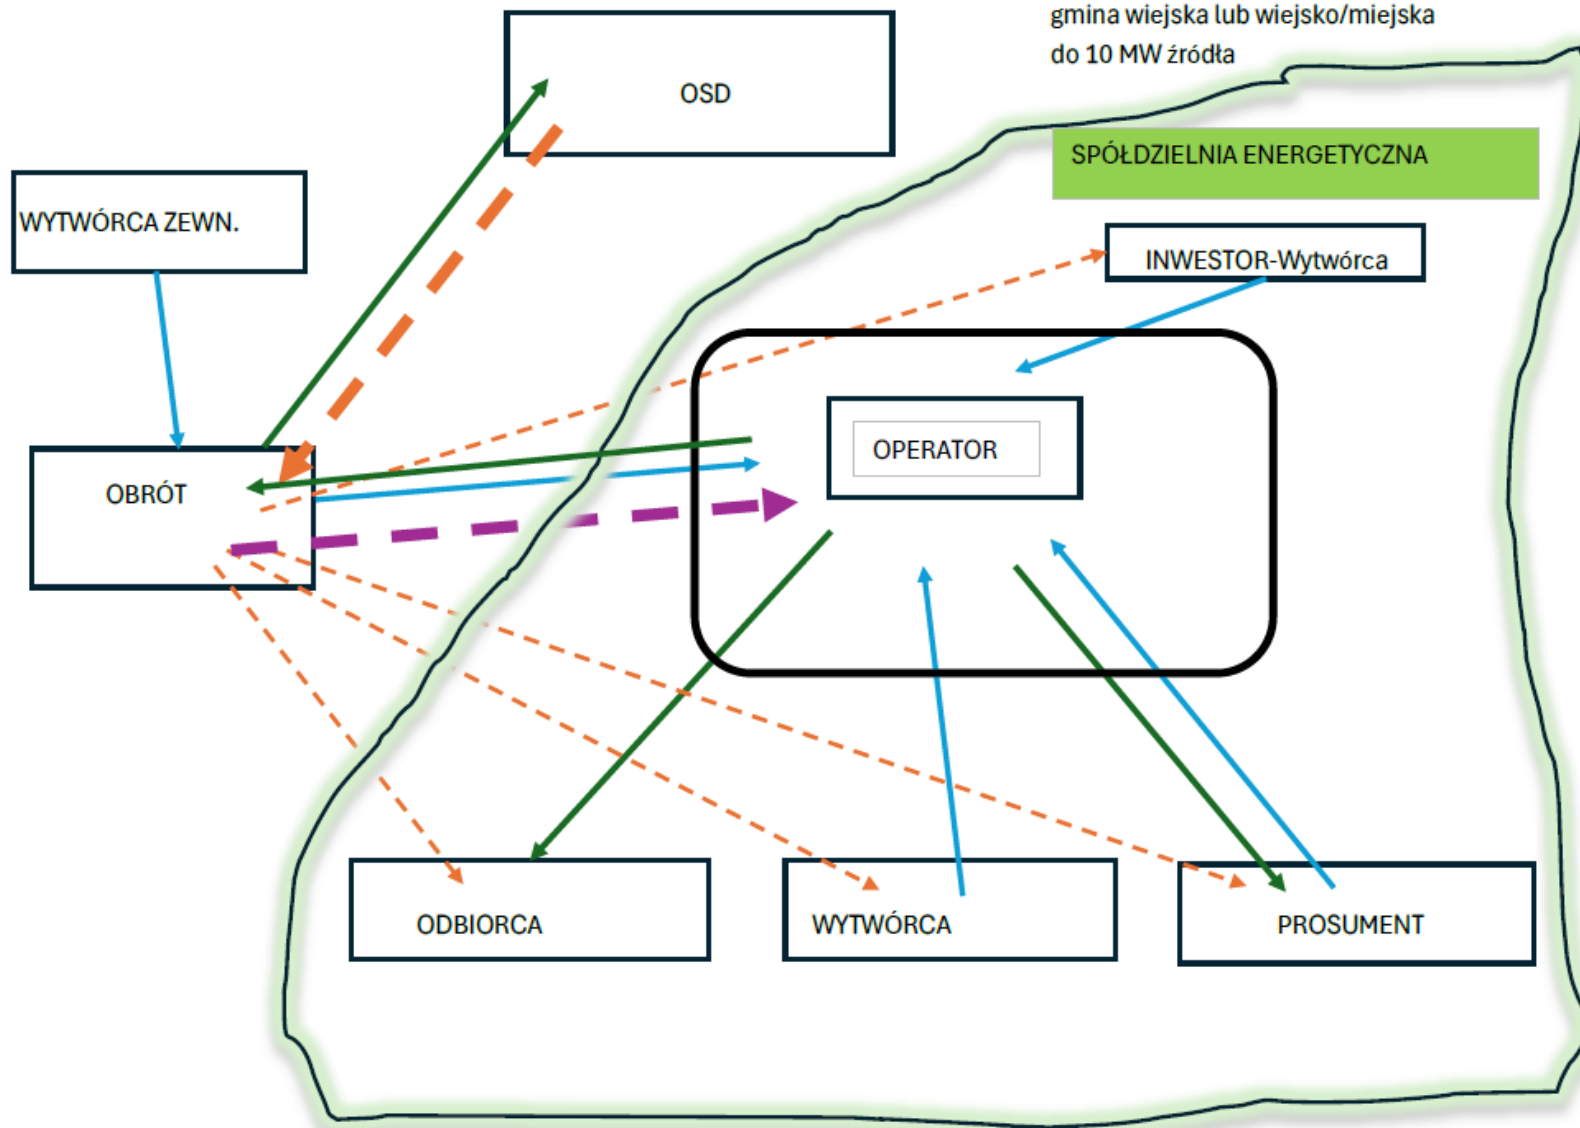 gmina wiejska lub wiejsko/miejska
do 10 MW źródła
OSD
SPÓŁDZIELNIA ENERGETYCZNA
WYTWÓRCA ZEWN.
INWESTOR-Wytwórca
OPERATOR
OBRÓT
ODBIORCA
WYTWÓRCA
PROSUMENT